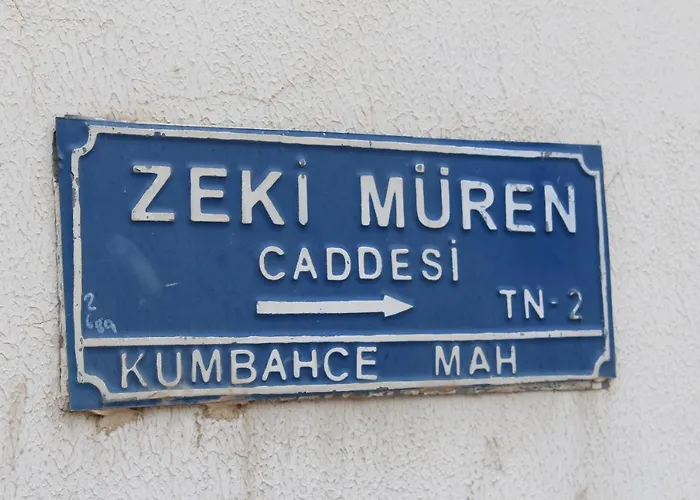 ZEKİ MÜREN
CADDESİ
TN-2
KUMBAHCE MAH